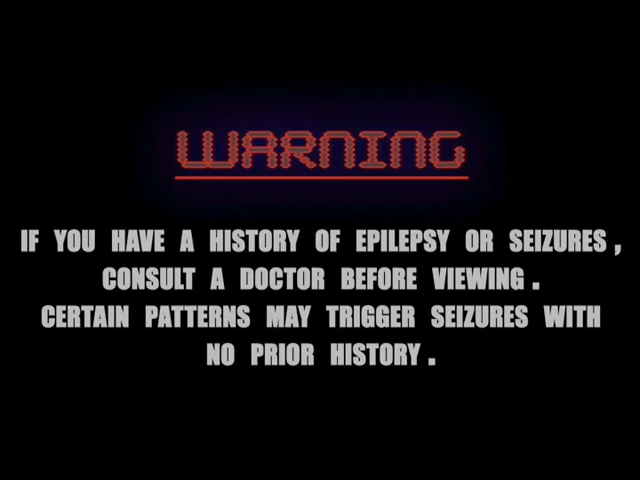 WARNING
IF YOU HAVE A HISTORY OF EPILEPSY OR SEIZURES,
CONSULT A DOCTOR BEFORE VIEWING.
CERTAIN PATTERNS MAY TRIGGER SEIZURES WITH
NO PRIOR HISTORY.